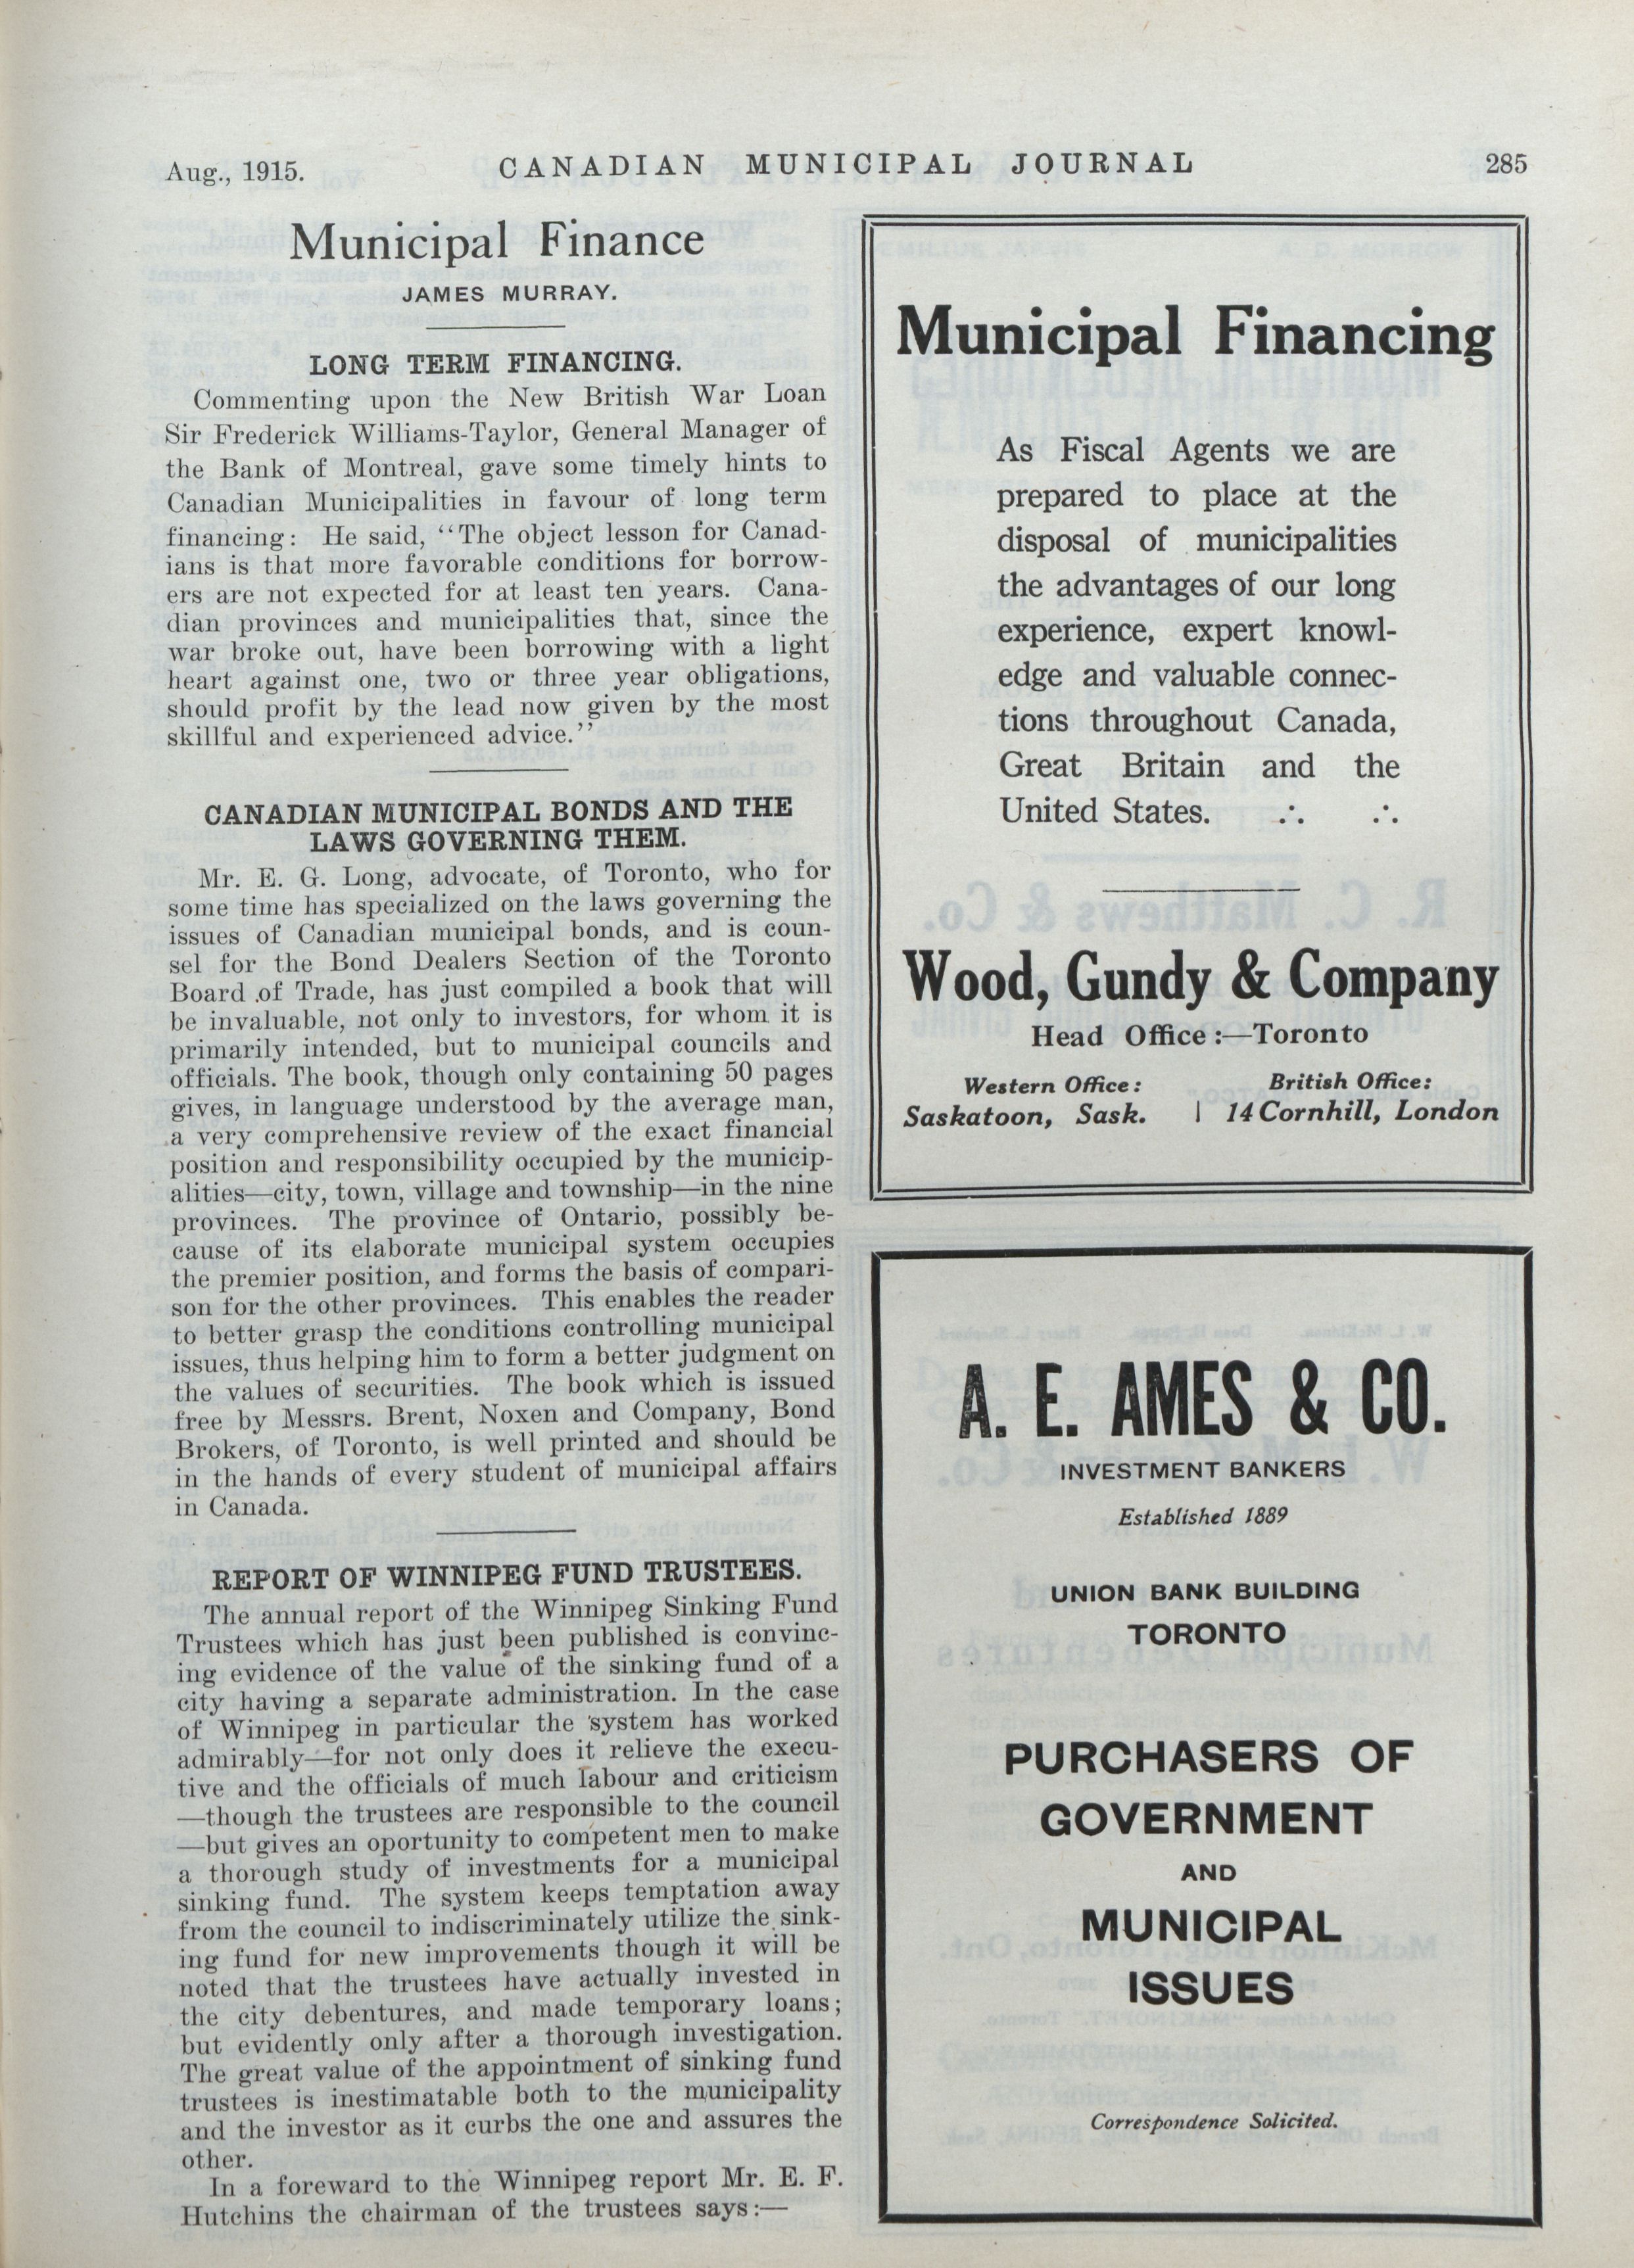 Aug., 1915.
CANADIAN MUNICIPAL JOURNAL
285
Municipal Finance
JAMES MURRAY.
LONG TERM FINANCING.
Commenting upon the New British War Loan
Sir Frederick Williams-Taylor, General Manager of
the Bank of Montreal, gave some timely hints to
Canadian Municipalities in favour of long term
financing: He said, "The object lesson for Canad-
ians is that more favorable conditions for borrow-
ers are not expected for at least ten years. Cana-
dian provinces and municipalities that, since the
war broke out, have been borrowing with a light
heart against one, two or three year obligations,
should profit by the lead now given by the most
skillful and experienced advice."
CANADIAN MUNICIPAL BONDS AND THE
LAWS GOVERNING THEM.
Mr. E. G. Long, advocate, of Toronto, who for
some time has specialized on the laws governing the
issues of Canadian municipal bonds, and is coun-
sel for the Bond Dealers Section of the Toronto
Board of Trade, has just compiled a book that will
be invaluable, not only to investors, for whom it is
primarily intended, but to municipal councils and
officials. The book, though only containing 50 pages
gives, in language understood by the average man,
a very comprehensive review of the exact financial
position and responsibility occupied by the municip-
alities—city, town, village and township—in the nine
provinces. The province of Ontario, possibly be-
cause of its elaborate municipal system occupies
the premier position, and forms the basis of compari-
son for the other provinces. This enables the reader
to better grasp the conditions controlling municipal
issues, thus helping him to form a better judgment on
the values of securities. The book which is issued
free by Messrs. Brent, Noxen and Company, Bond
Brokers, of Toronto, is well printed and should be
in the hands of every student of municipal affairs
in Canada.
REPORT OF WINNIPEG FUND TRUSTEES.
The annual report of the Winnipeg Sinking Fund
Trustees which has just been published is convinc-
ing evidence of the value of the sinking fund of a
city having a separate administration. In the case
of Winnipeg in particular the system has worked
admirably—for not only does it relieve the execu-
tive and the officials of much labour and criticism
—though the trustees are responsible to the council
—but gives an oportunity to competent men to make
a thorough study of investments for a municipal
sinking fund. The system keeps temptation away
from the council to indiscriminately utilize the sink-
ing fund for new improvements though it will be
noted that the trustees have actually invested in
the city debentures, and made temporary loans;
but evidently only after a thorough investigation.
The great value of the appointment of sinking fund
trustees is inestimatable both to the municipality
and the investor as it curbs the one and assures the
other.
In a foreward to the Winnipeg report Mr. E. F.
Hutchins the chairman of the trustees says:—
Municipal Financing
As Fiscal Agents we are
prepared to place at the
disposal of municipalities
the advantages of our long
experience, expert knowl-
edge and valuable connec-
tions throughout Canada,
Great Britain and the
United States. ∴ ∴
Wood, Gundy & Company
Head Office:—Toronto
Western Office:
Saskatoon, Sask.
British Office:
14 Cornhill, London
A. E. AMES & CO.
INVESTMENT BANKERS
Established 1889
UNION BANK BUILDING
TORONTO
PURCHASERS OF
GOVERNMENT
AND
MUNICIPAL
ISSUES
Correspondence Solicited.